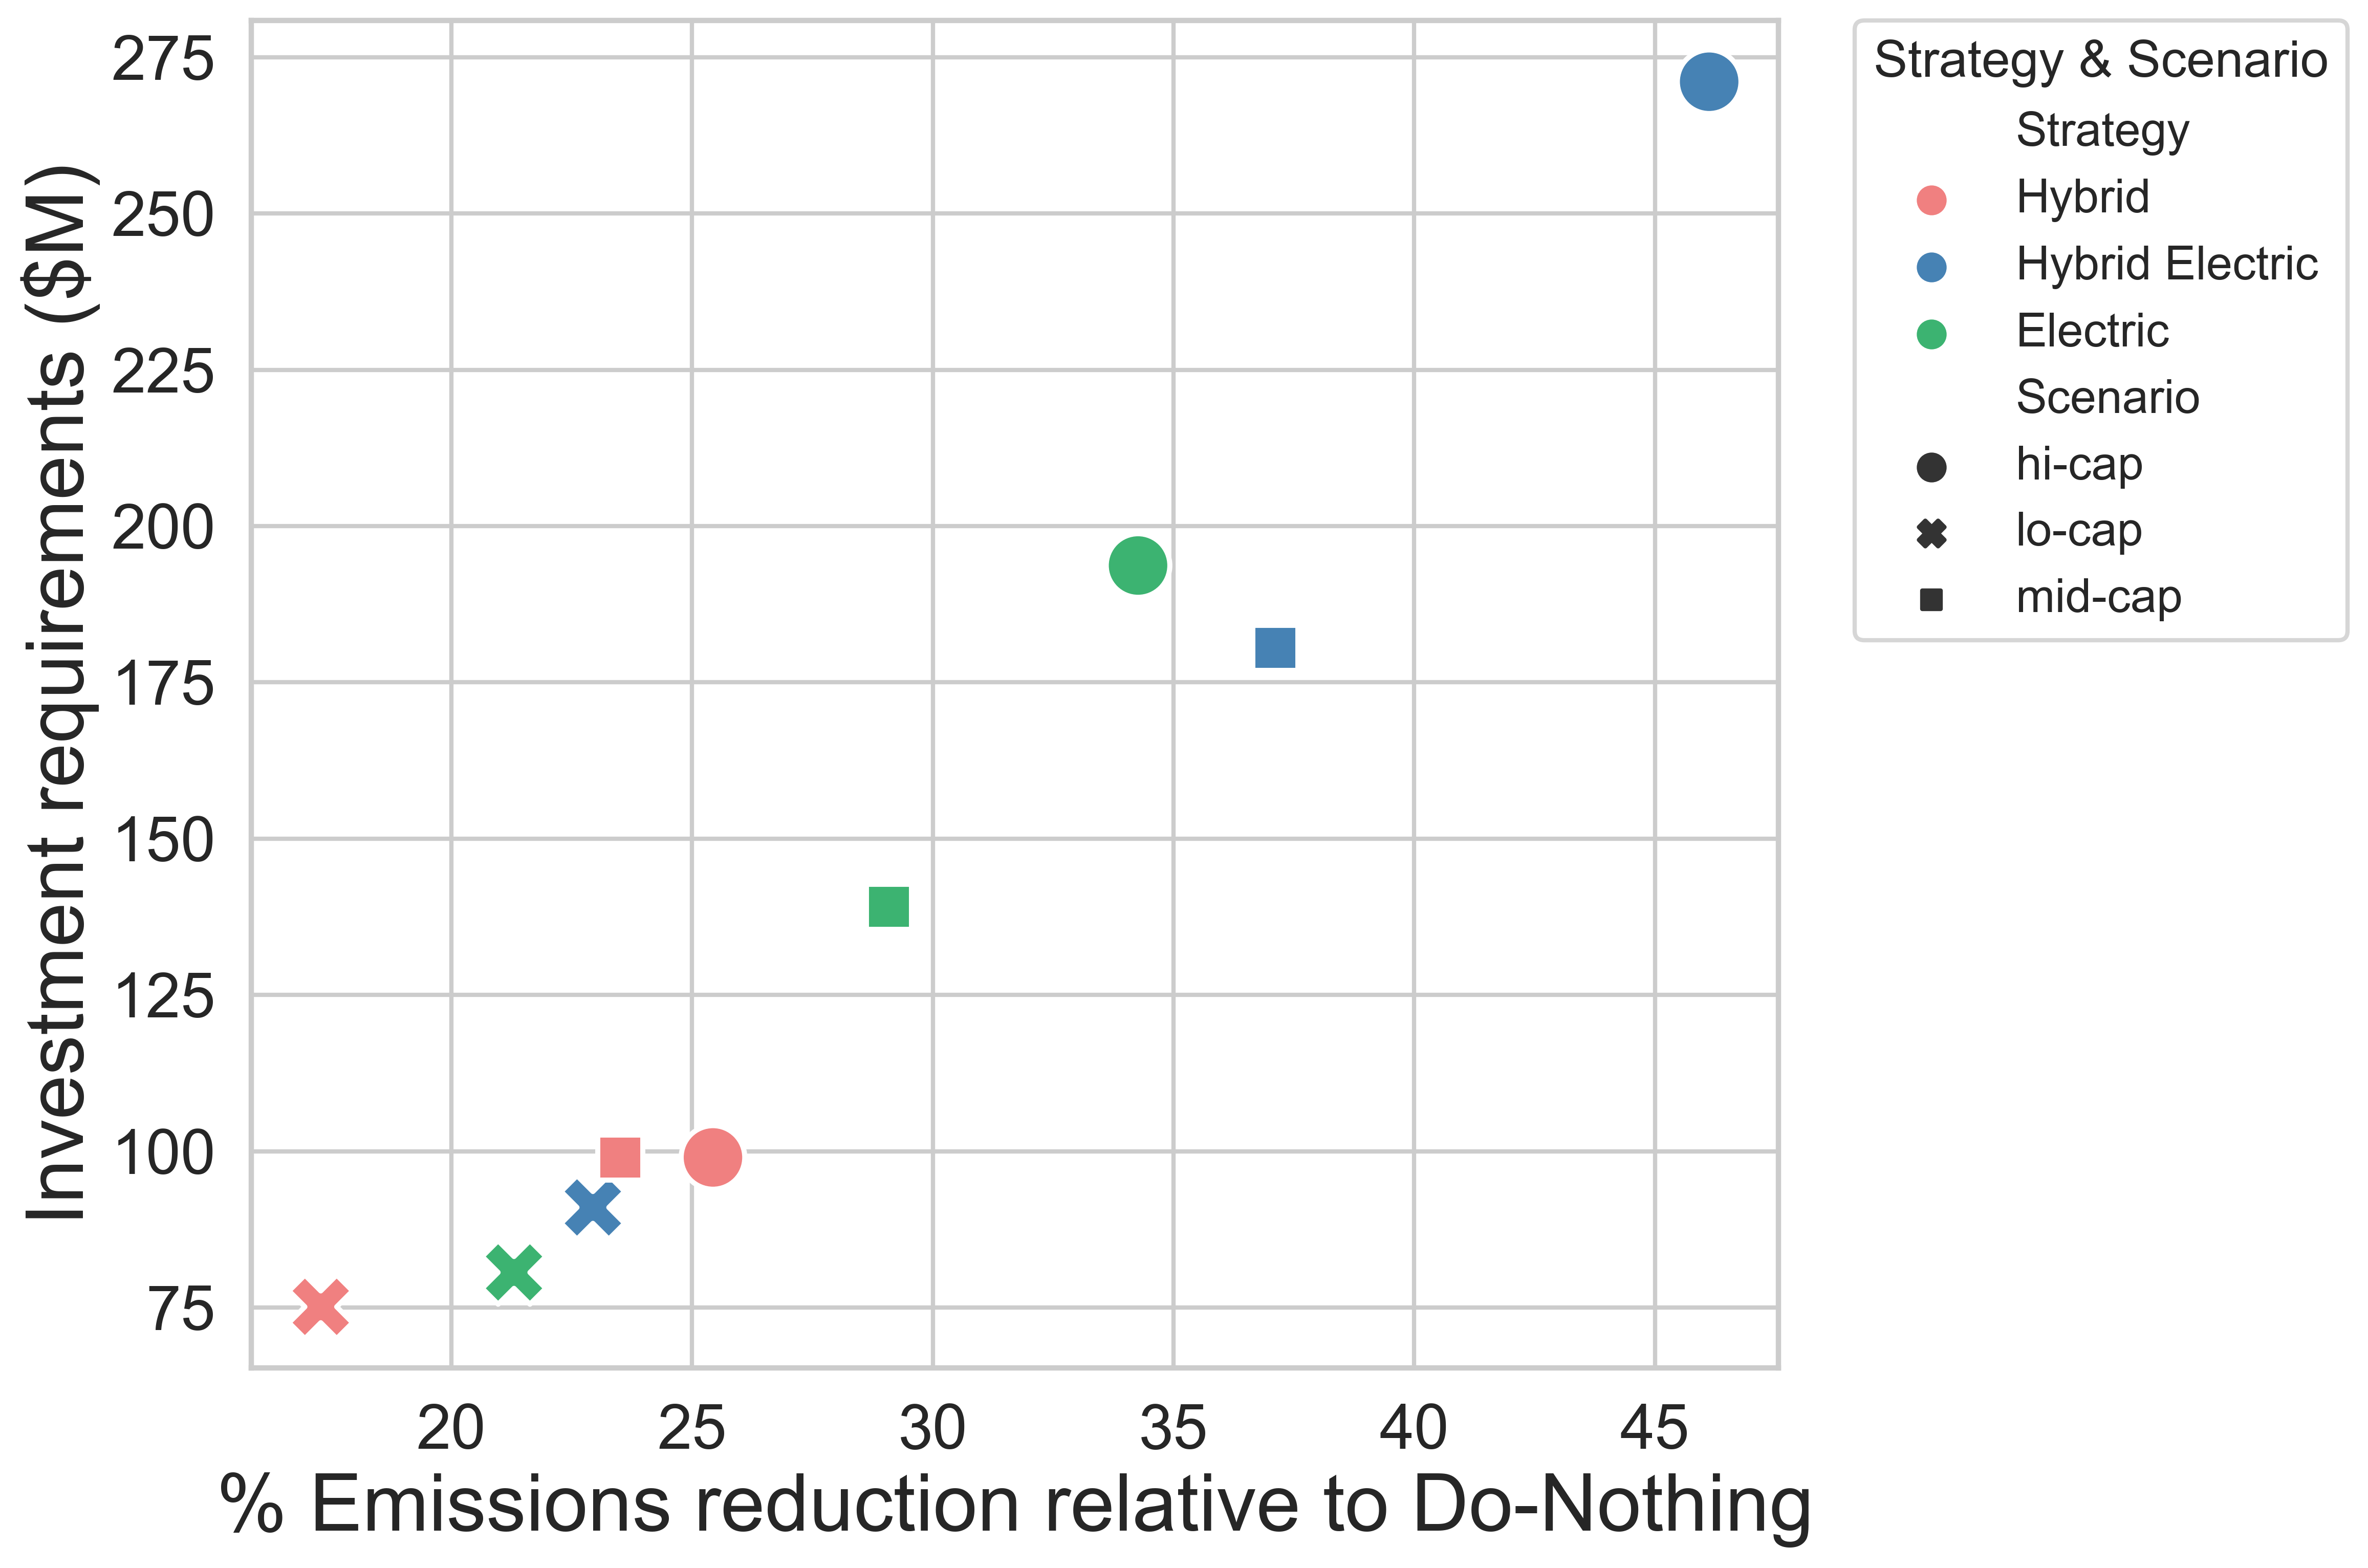 Investment requirements ($M)
275
250
225
200
175
150
125
100
75
20 25 30 35 40 45
% Emissions reduction relative to Do-Nothing
Strategy & Scenario
Strategy
Hybrid
Hybrid Electric
Electric
Scenario
hi-cap
lo-cap
mid-cap